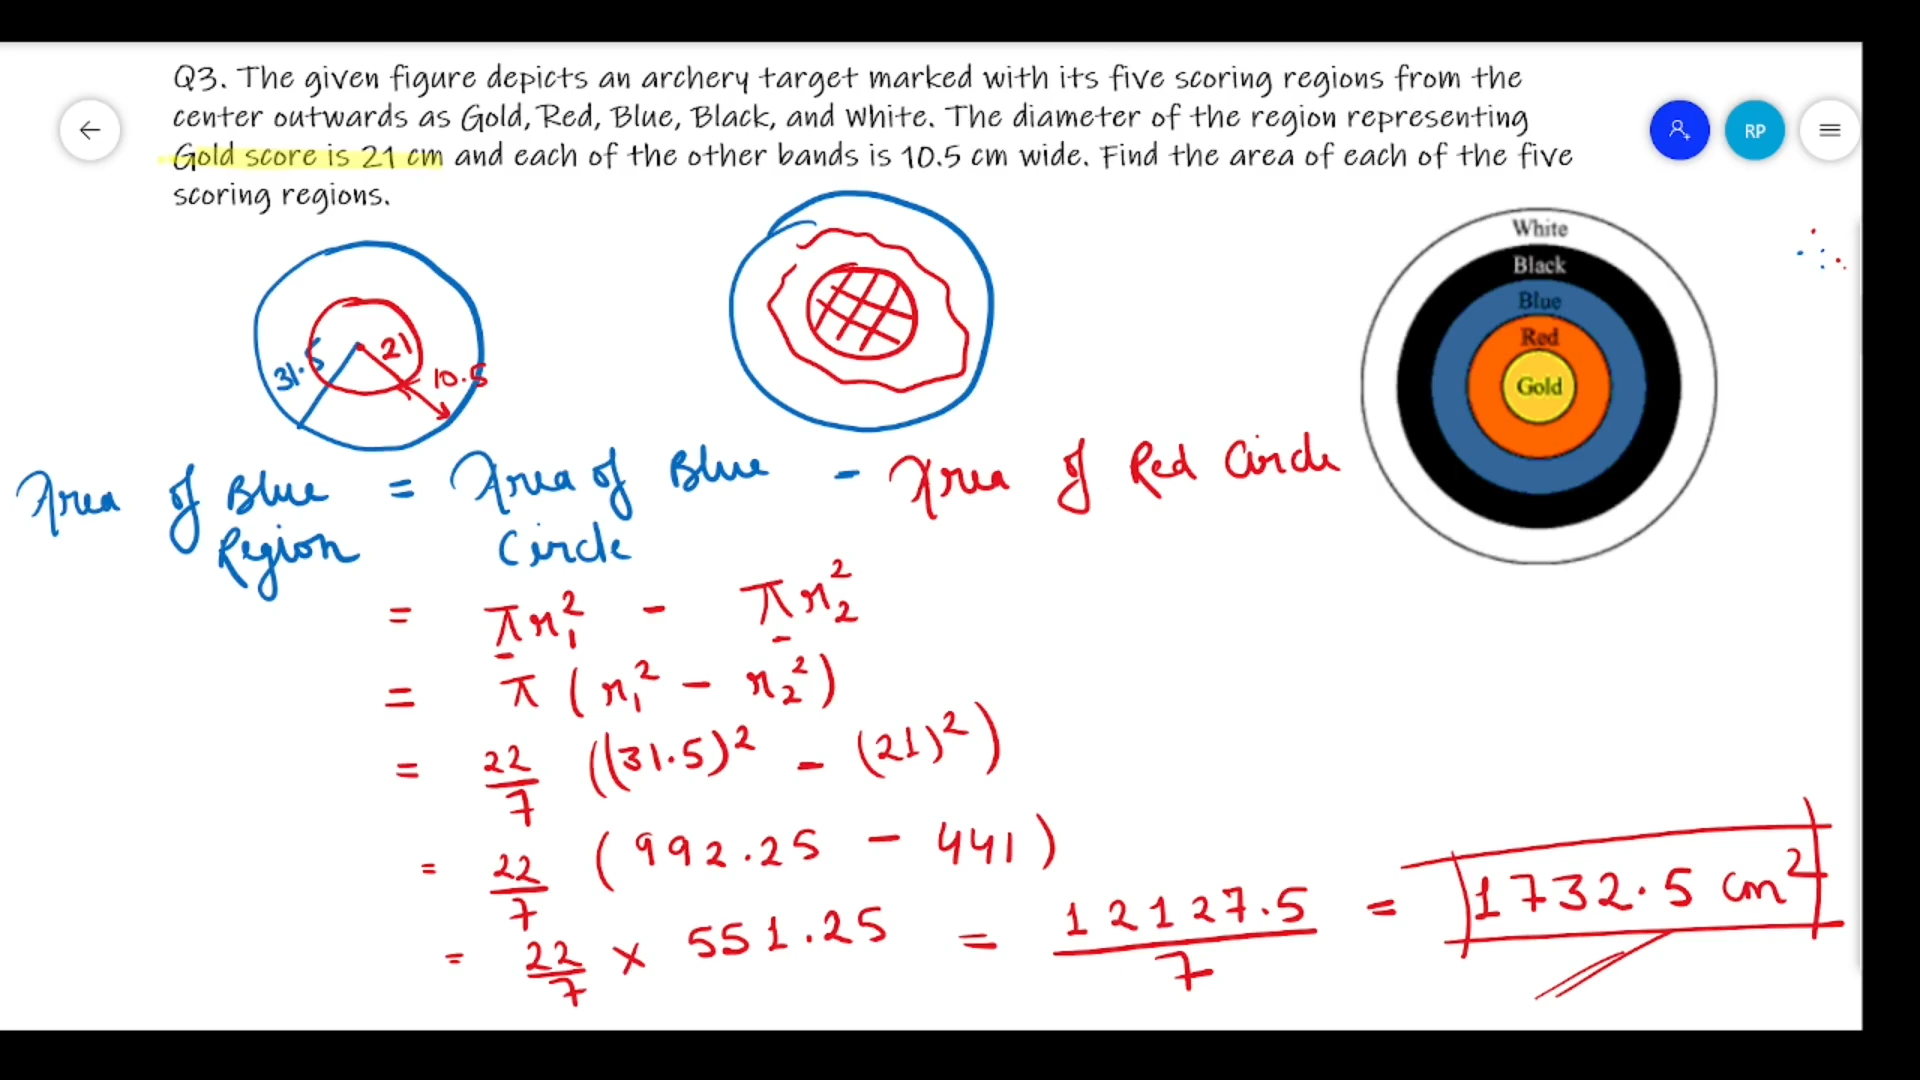 Q3. The given figure depicts an archery target marked with its five scoring regions from the
center outwards as Gold, Red, Blue, Black, and White. The diameter of the region representing
Gold score is 21 cm and each of the other bands is 10.5 cm wide. Find the area of each of the five
scoring regions.
RP
White
Black
Blue
Red
Gold
31.5
21
10.5
Area of Blue Region = Area of Blue Circle - Area of Red Circle
= πr₁² - πr₂²
= π (r₁² - r₂²)
= 22/7 ((31.5)² - (21)²)
= 22/7 (992.25 - 441)
= 22/7 × 551.25 = 12127.5/7 = 1732.5 cm²